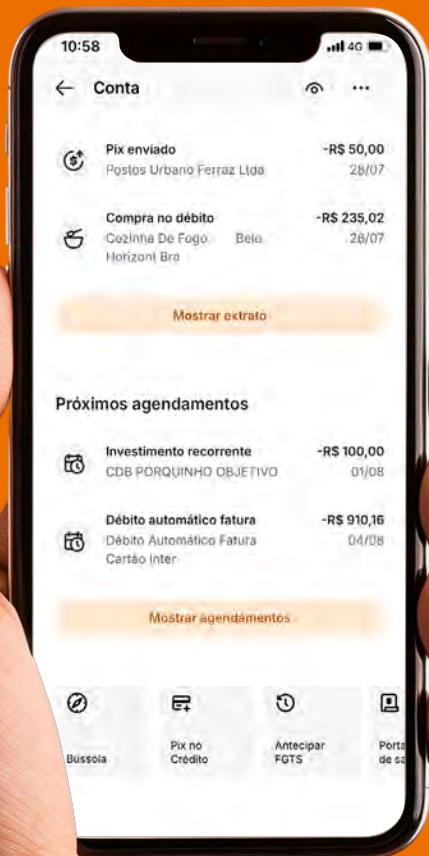 10:58
4G
Conta
Pix enviado -R$ 50,00
Postos Urbano Ferraz Ltda 28/07
Compra no débito -R$ 235,02
Cozinha De Fogo Belo 26/07
Horizont Bra
Mostrar extrato
Próximos agendamentos
Investimento recorrente -R$ 100,00
CDB PORQUINHO OBJETIVO 01/08
Débito automático fatura -R$ 910,16
Débito Automático Fatura 04/08
Cartão Inter
Mostrar agendamentos
Bússola
Pix no
Crédito
Antecipar
FGTS
Porta
de sa